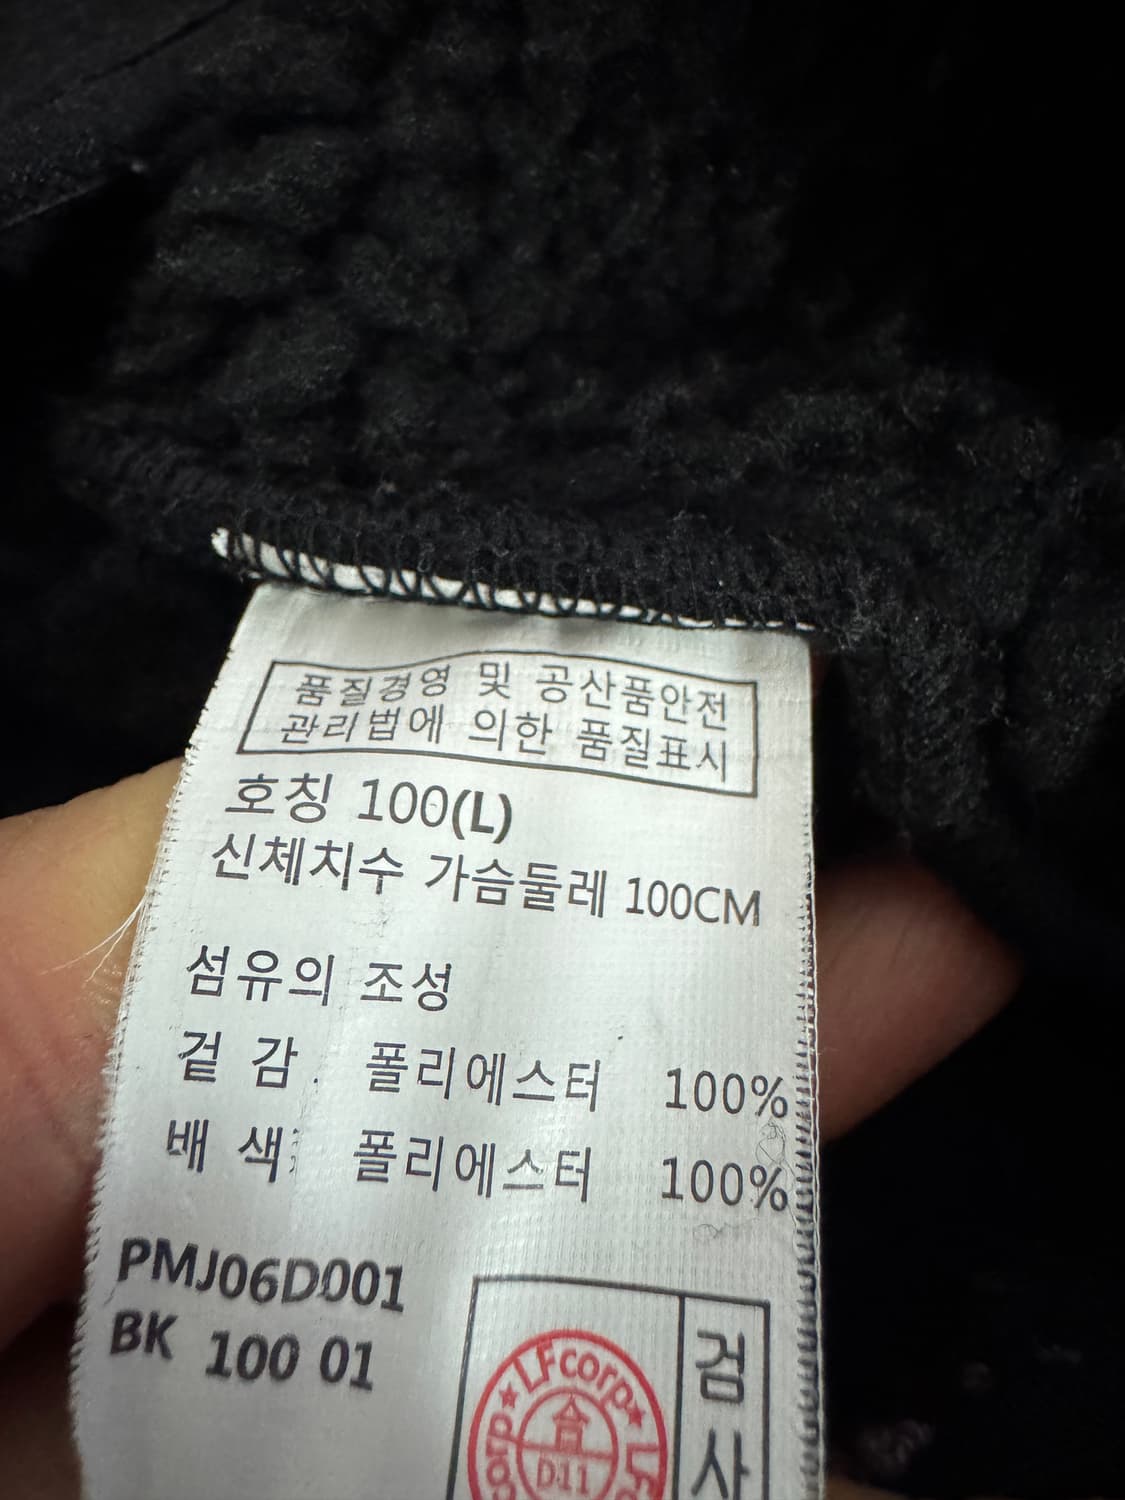 품질경영 및 공산품안전
관리법에 의한 품질표시
호칭 100(L)
신체치수 가슴둘레 100CM
섬유의 조성
겉 감 폴리에스터 100%
배 색 폴리에스터 100%
PMJ06D001
BK 100 01
검
사
LFcorp
D-11